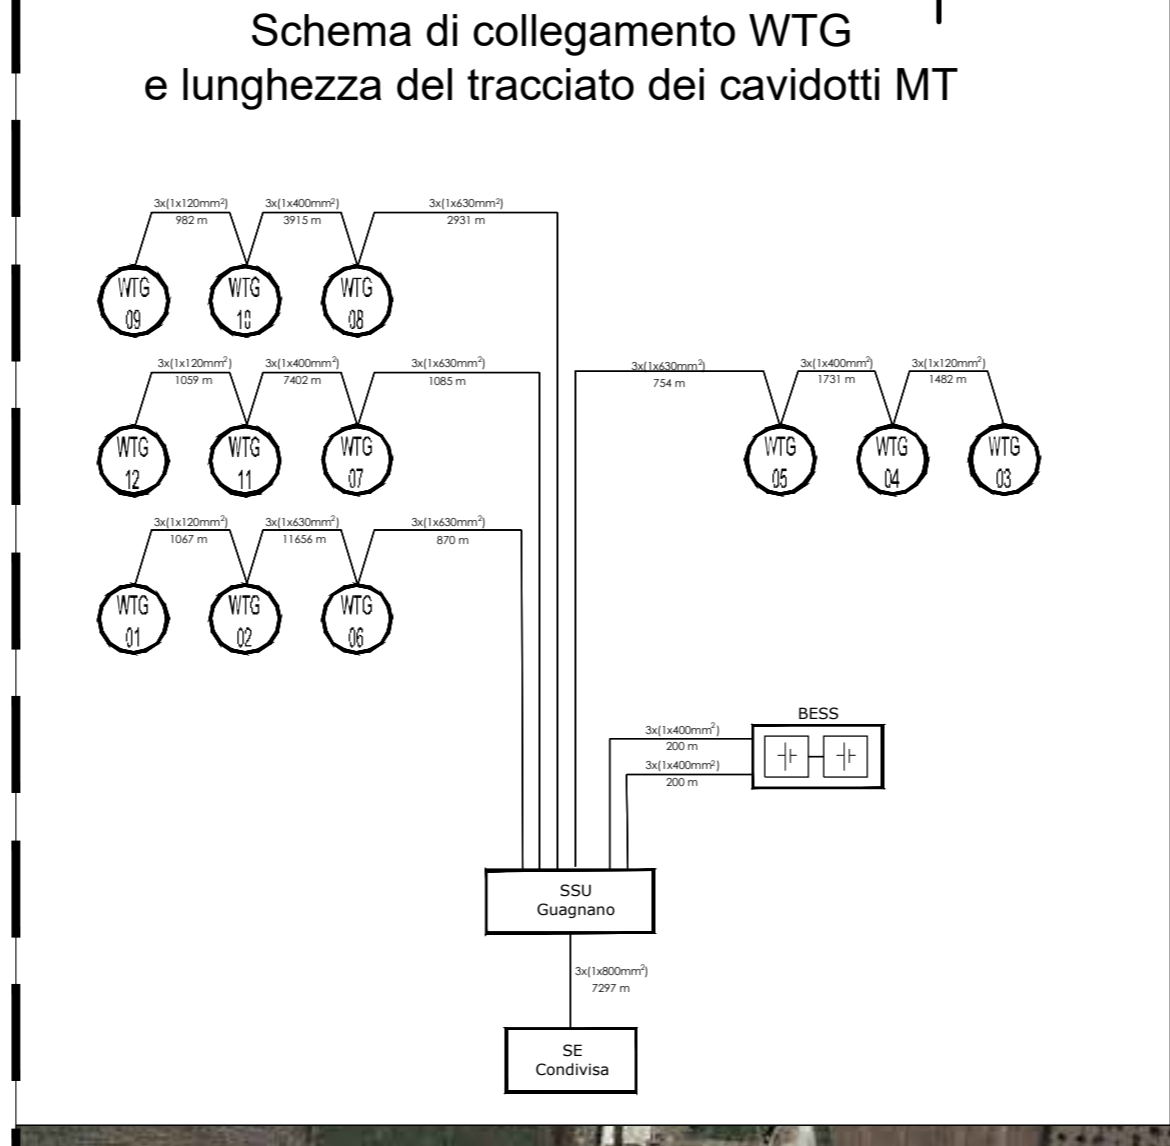 Schema di collegamento WTG
e lunghezza del tracciato dei cavidotti MT
3x(1x120mm²) 3x(1x400mm²) 3x(1x630mm²)
982 m 3915 m 2931 m
WTG WTG WTG
09 10 08
3x(1x120mm²) 3x(1x400mm²) 3x(1x630mm²) 3x(1x630mm²) 3x(1x400mm²) 3x(1x120mm²)
1059 m 7402 m 1085 m 754 m 1731 m 1482 m
WTG WTG WTG WTG WTG WTG
12 11 07 05 04 03
3x(1x120mm²) 3x(1x630mm²) 3x(1x630mm²)
1067 m 11656 m 870 m
WTG WTG WTG
01 02 06
BESS
3x(1x400mm²)
200 m
3x(1x400mm²)
200 m
SSU
Guagnano
3x(1x800mm²)
7297 m
SE
Condivisa